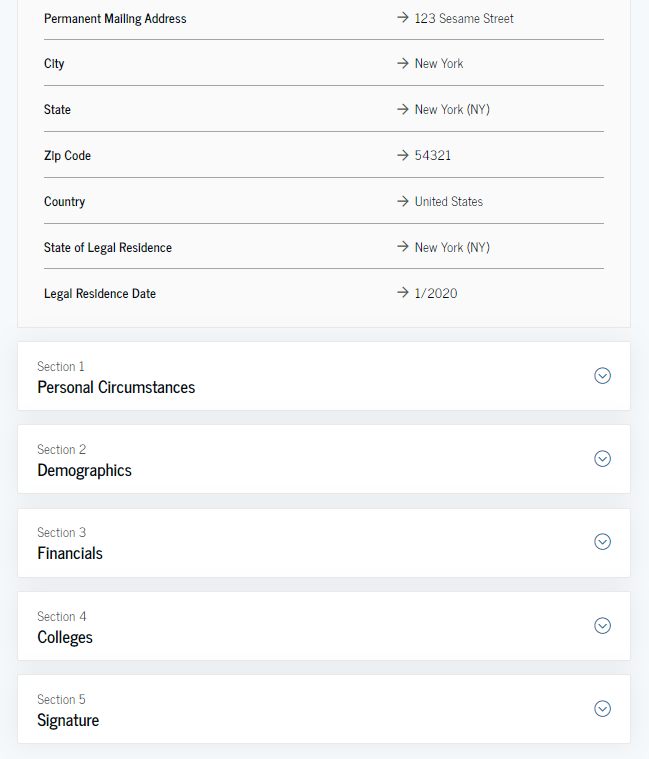 Permanent Mailing Address → 123 Sesame Street
City → New York
State → New York (NY)
Zip Code → 54321
Country → United States
State of Legal Residence → New York (NY)
Legal Residence Date → 1/2020
Section 1
Personal Circumstances
Section 2
Demographics
Section 3
Financials
Section 4
Colleges
Section 5
Signature